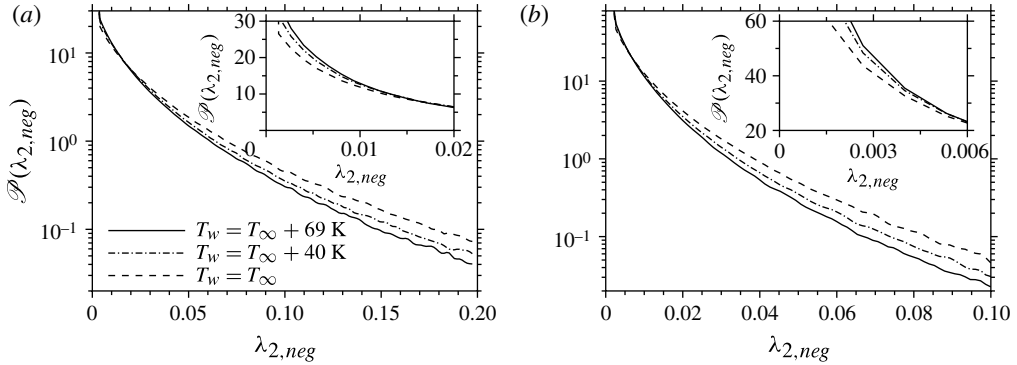 (a)
10¹
10⁰
10⁻¹
𝒫(λ2,neg)
0
0.05
0.10
0.15
0.20
λ2,neg
30
20
10
0
0.01
0.02
𝒫(λ2,neg)
λ2,neg
Tw = T∞ + 69 K
Tw = T∞ + 40 K
Tw = T∞
(b)
10¹
10⁰
10⁻¹
0
0.02
0.04
0.06
0.08
0.10
λ2,neg
60
40
20
0
0.003
0.006
𝒫(λ2,neg)
λ2,neg